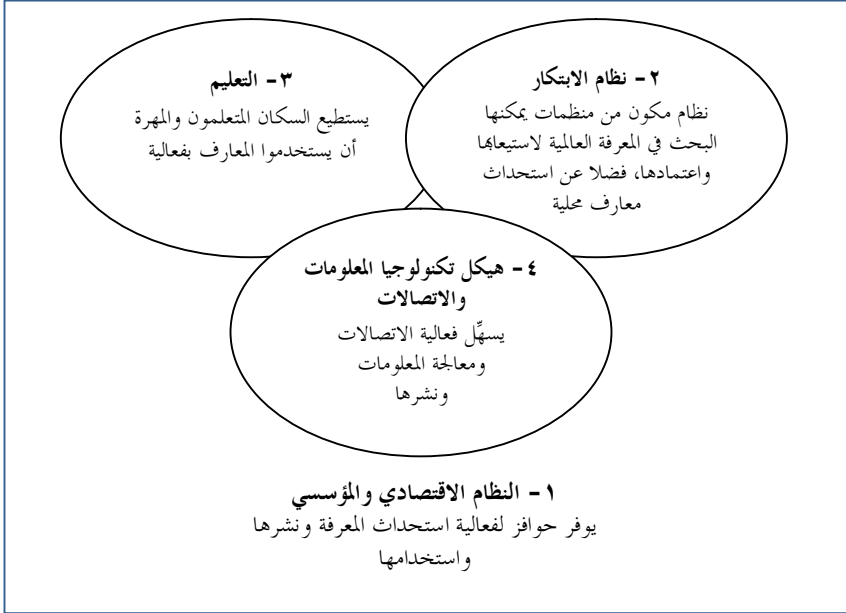 ٢ - نظام الابتكار
نظام مكون من منظمات يمكنها
البحث في المعرفة العالمية لاستيعابها
واعتمادها، فضلا عن استحداث
معارف محلية
٣ - التعليم
يستطيع السكان المتعلمون والمهرة
أن يستخدموا المعارف بفعالية
٤ - هيكل تكنولوجيا المعلومات
والاتصالات
يسهِّل فعالية الاتصالات
ومعالجة المعلومات
ونشرها
١ - النظام الاقتصادي والمؤسسي
يوفر حوافز لفعالية استحداث المعرفة ونشرها
واستخدامها